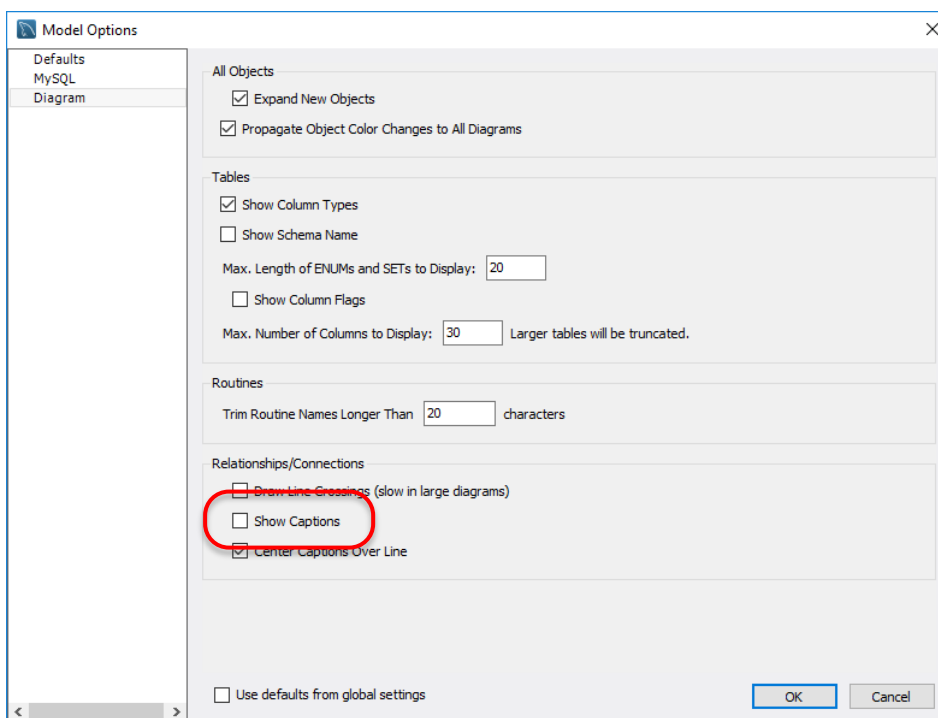 Model Options
Defaults
MySQL
Diagram
All Objects
Expand New Objects
Propagate Object Color Changes to All Diagrams
Tables
Show Column Types
Show Schema Name
Max. Length of ENUMs and SETs to Display: 20
Show Column Flags
Max. Number of Columns to Display: 30 Larger tables will be truncated.
Routines
Trim Routine Names Longer Than 20 characters
Relationships/Connections
Draw Line Crossings (slow in large diagrams)
Show Captions
Center Captions Over Line
Use defaults from global settings
OK Cancel